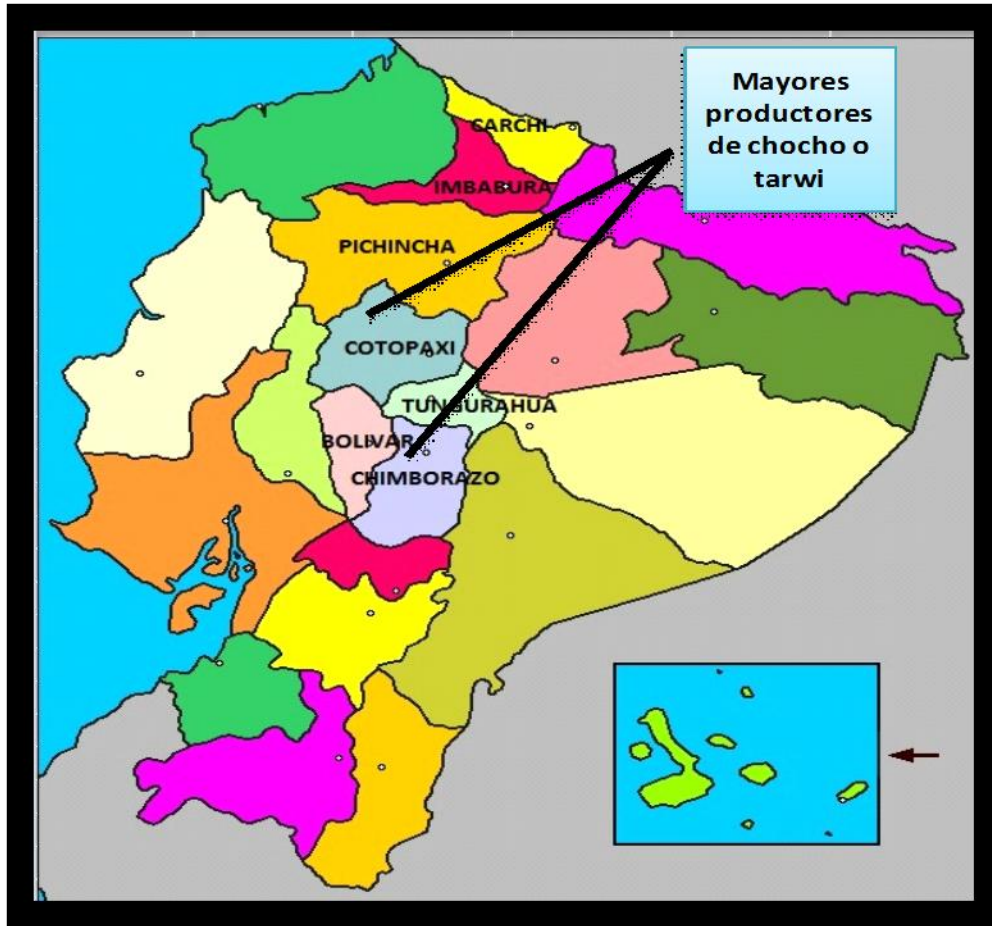 Mayores
productores
de chocho o
tarwi
CARCHI
IMBABURA
PICHINCHA
COTOPAXI
TUNGURAHUA
BOLIVAR
CHIMBORAZO